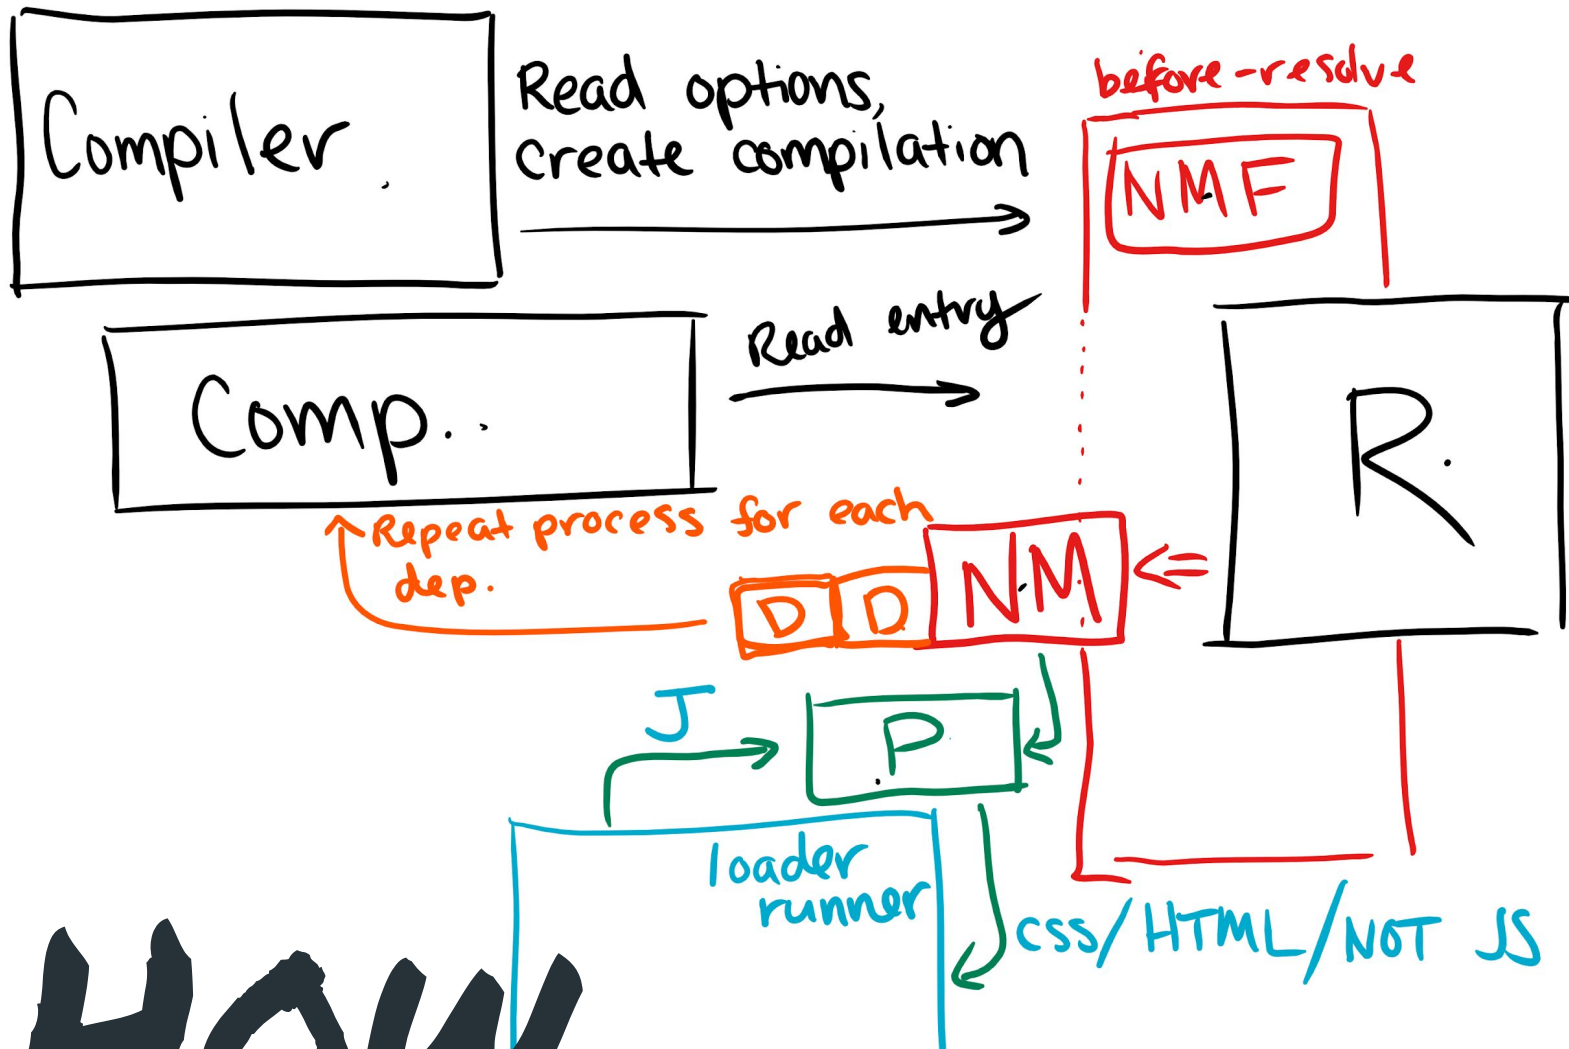 Compiler
Read options,
create compilation
before-resolve
NMF
Comp..
Read entry
R
Repeat process for each
dep.
D D NM
J
P
loader
runner
css/HTML/NOT JS
HOW